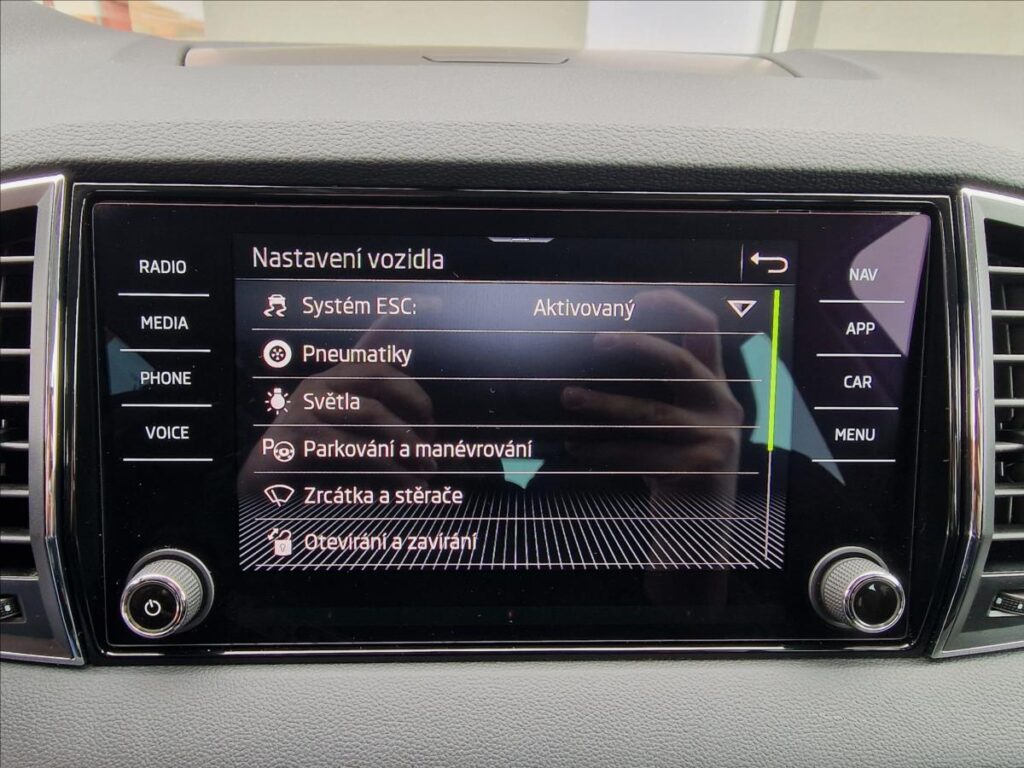 RADIO
MEDIA
PHONE
VOICE
Nastavení vozidla
Systém ESC: Aktivovaný
Pneumatiky
Světla
Parkování a manévrování
Zrcátka a stěrače
Otevírání a zavírání
NAV
APP
CAR
MENU